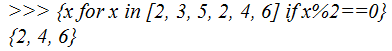 >>> {x for x in [2, 3, 5, 2, 4, 6] if x%2==0}
{2, 4, 6}